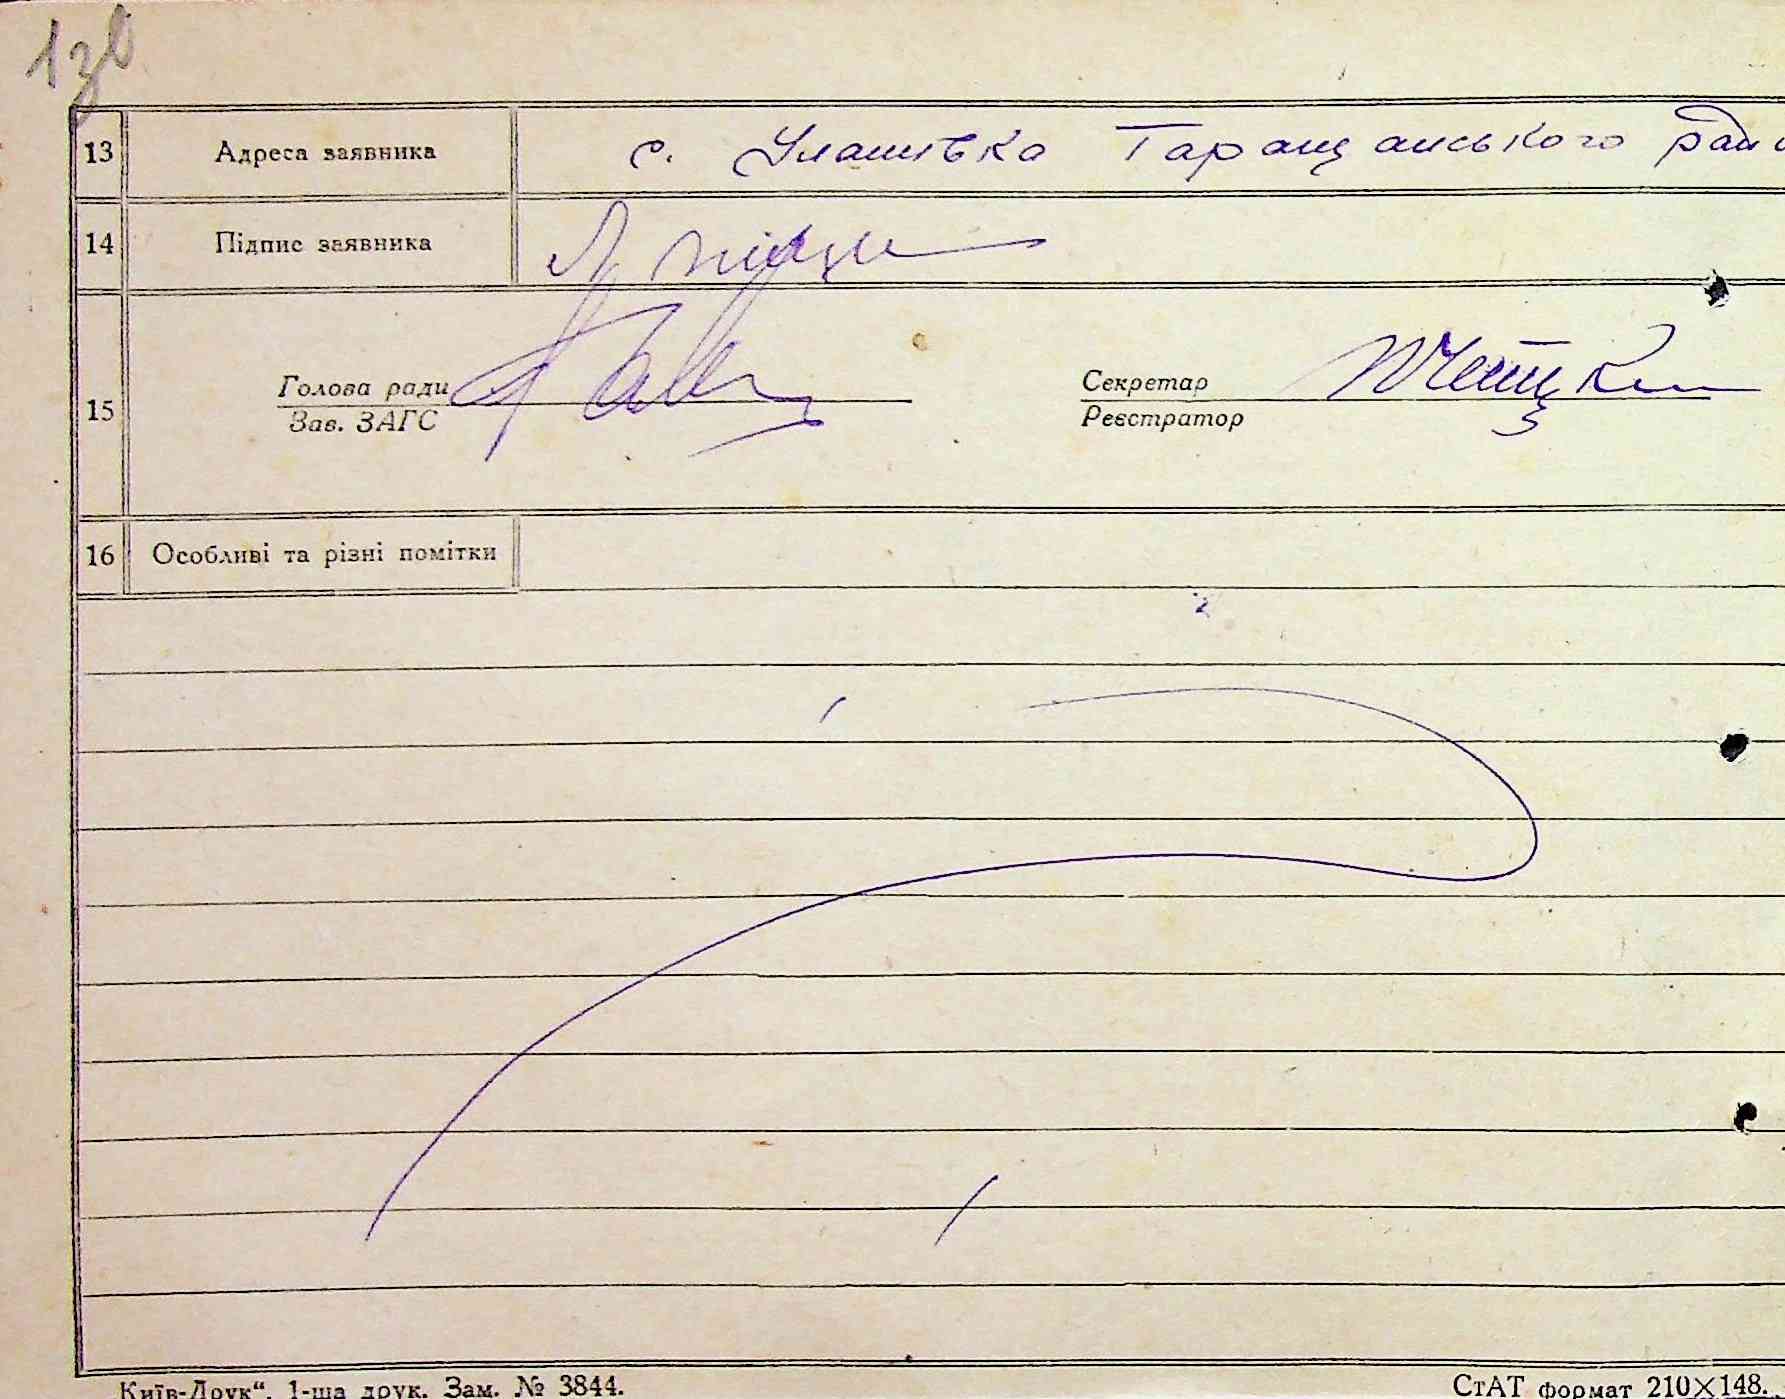 1зв
13 Адреса заявника с. Улашівка Таращанського рай
14 Підпис заявника
15 Голова ради Секретар
Зав. ЗАГС Реєстратор
16 Особливі та різні помітки
Київ-Друк“. 1-ша друк. Зам. № 3844. СтАТ формат 210×148.